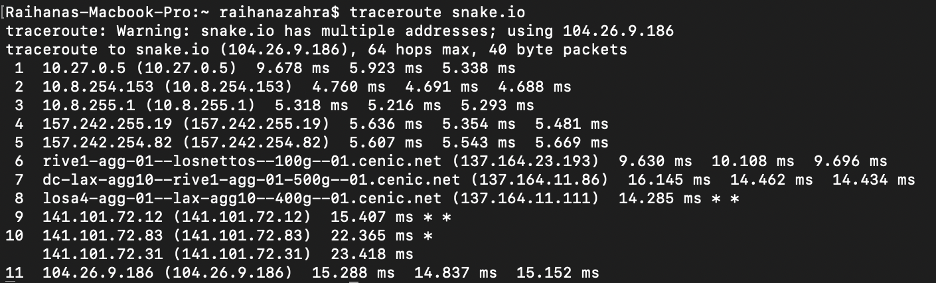 [Raihanas-Macbook-Pro:~ raihanazahra$ traceroute snake.io
traceroute: Warning: snake.io has multiple addresses; using 104.26.9.186
traceroute to snake.io (104.26.9.186), 64 hops max, 40 byte packets
 1  10.27.0.5 (10.27.0.5)  9.678 ms  5.923 ms  5.338 ms
 2  10.8.254.153 (10.8.254.153)  4.760 ms  4.691 ms  4.688 ms
 3  10.8.255.1 (10.8.255.1)  5.318 ms  5.216 ms  5.293 ms
 4  157.242.255.19 (157.242.255.19)  5.636 ms  5.354 ms  5.481 ms
 5  157.242.254.82 (157.242.254.82)  5.607 ms  5.543 ms  5.669 ms
 6  rive1-agg-01--losnettos--100g--01.cenic.net (137.164.23.193)  9.630 ms  10.108 ms  9.696 ms
 7  dc-lax-agg10--rive1-agg-01-500g--01.cenic.net (137.164.11.86)  16.145 ms  14.462 ms  14.434 ms
 8  losa4-agg-01--lax-agg10--400g--01.cenic.net (137.164.11.111)  14.285 ms * *
 9  141.101.72.12 (141.101.72.12)  15.407 ms * *
10  141.101.72.83 (141.101.72.83)  22.365 ms *
    141.101.72.31 (141.101.72.31)  23.418 ms
11  104.26.9.186 (104.26.9.186)  15.288 ms  14.837 ms  15.152 ms